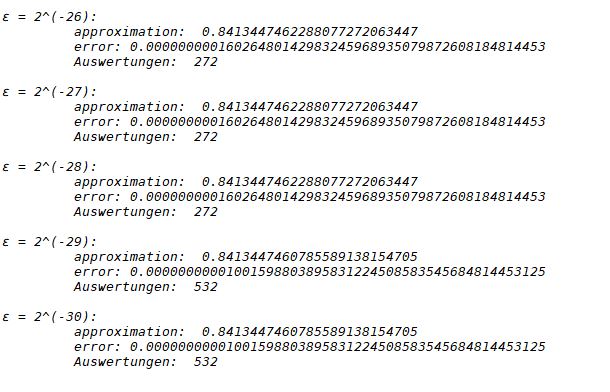 ε = 2^(-26):
approximation: 0.8413447462288077272063447
error: 0.0000000001602648014298324596893507987260818481​4453
Auswertungen: 272
ε = 2^(-27):
approximation: 0.8413447462288077272063447
error: 0.00000000016026480142983245968935079872608184814453
Auswertungen: 272
ε = 2^(-28):
approximation: 0.8413447462288077272063447
error: 0.00000000016026480142983245968935079872608184814453
Auswertungen: 272
ε = 2^(-29):
approximation: 0.8413447460785589138154705
error: 0.00000000001001598803895831224508583545684814453125
Auswertungen: 532
ε = 2^(-30):
approximation: 0.8413447460785589138154705
error: 0.00000000001001598803895831224508583545684814453125
Auswertungen: 532